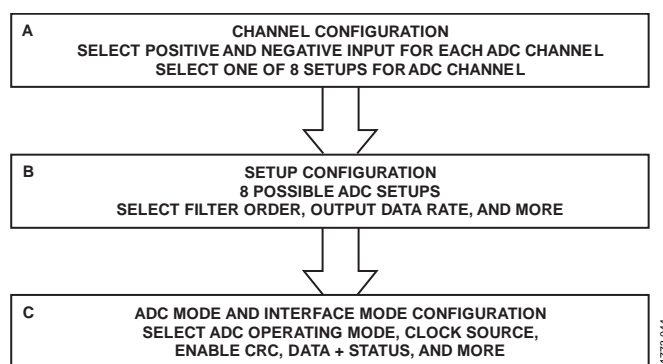 A
CHANNEL CONFIGURATION
SELECT POSITIVE AND NEGATIVE INPUT FOR EACH ADC CHANNEL
SELECT ONE OF 8 SETUPS FOR ADC CHANNEL
B
SETUP CONFIGURATION
8 POSSIBLE ADC SETUPS
SELECT FILTER ORDER, OUTPUT DATA RATE, AND MORE
C
ADC MODE AND INTERFACE MODE CONFIGURATION
SELECT ADC OPERATING MODE, CLOCK SOURCE,
ENABLE CRC, DATA + STATUS, AND MORE